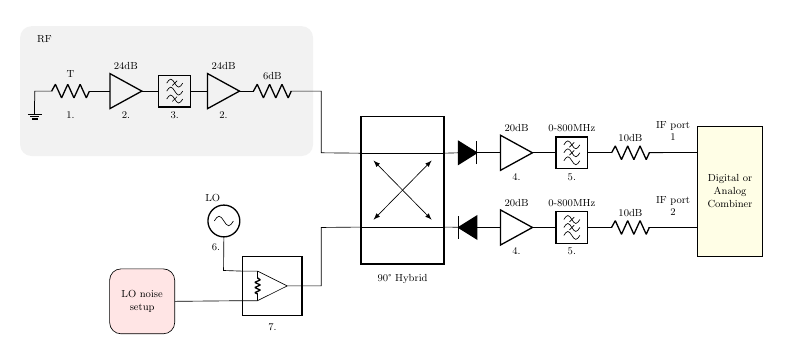 RF
T
24dB
24dB
6dB
1.
2.
3.
2.
20dB
0-800MHz
10dB
IF port
1
4.
5.
Digital or
Analog
Combiner
20dB
0-800MHz
10dB
IF port
2
4.
5.
LO
6.
90° Hybrid
LO noise
setup
7.